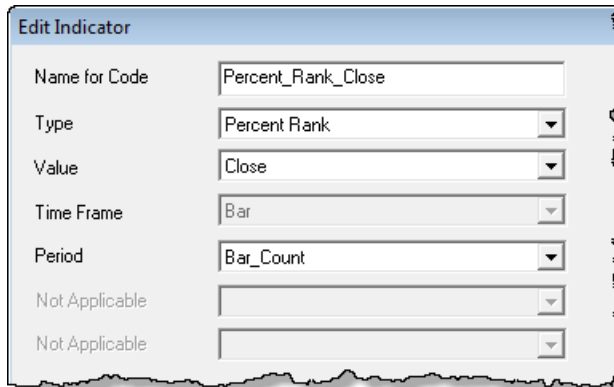 Edit Indicator
Name for Code Percent_Rank_Close
Type Percent Rank
Value Close
Time Frame Bar
Period Bar_Count
Not Applicable
Not Applicable